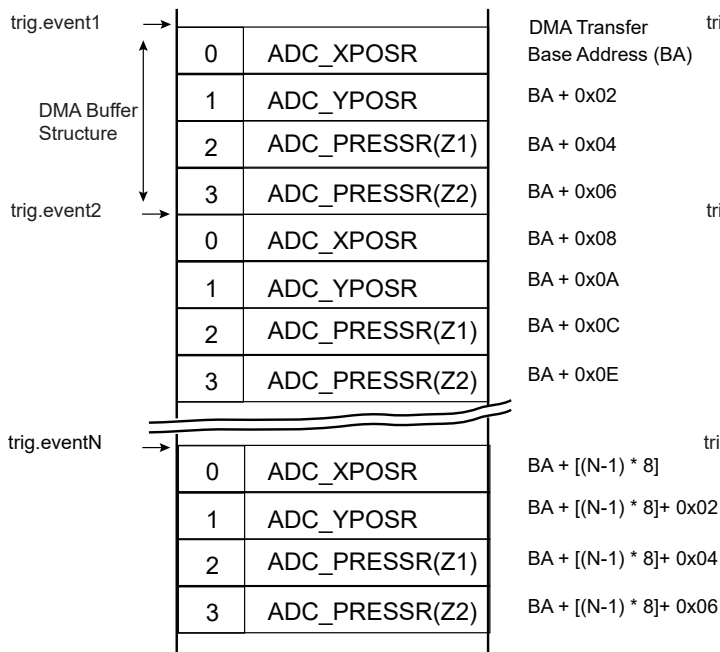 trig.event1
DMA Transfer
tri
0 ADC_XPOSR Base Address (BA)
DMA Buffer
Structure
1 ADC_YPOSR BA + 0x02
2 ADC_PRESSR(Z1) BA + 0x04
3 ADC_PRESSR(Z2) BA + 0x06
trig.event2
tri
0 ADC_XPOSR BA + 0x08
1 ADC_YPOSR BA + 0x0A
2 ADC_PRESSR(Z1) BA + 0x0C
3 ADC_PRESSR(Z2) BA + 0x0E
trig.eventN
tri
0 ADC_XPOSR BA + [(N-1) * 8]
1 ADC_YPOSR BA + [(N-1) * 8]+ 0x02
2 ADC_PRESSR(Z1) BA + [(N-1) * 8]+ 0x04
3 ADC_PRESSR(Z2) BA + [(N-1) * 8]+ 0x06